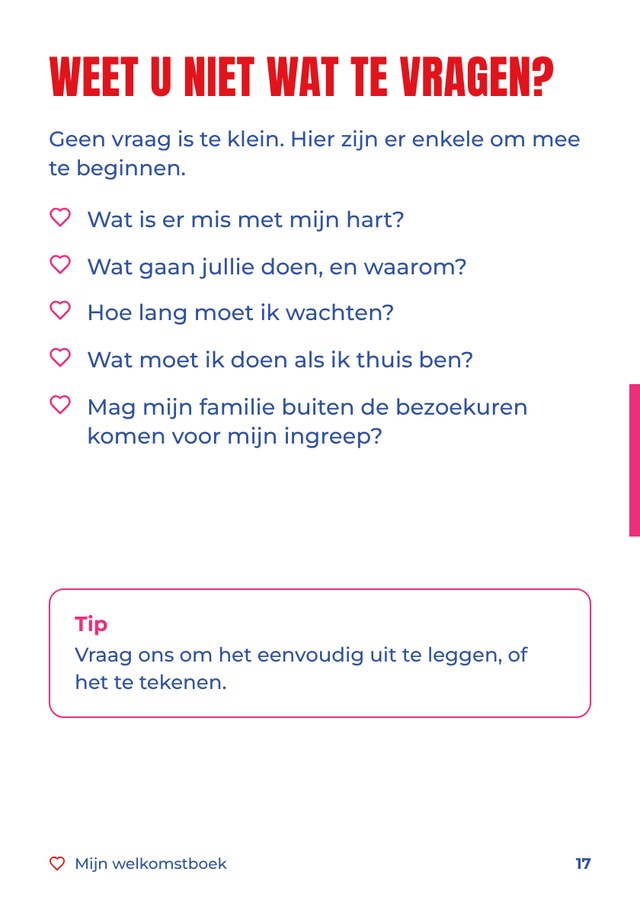 WEET U NIET WAT TE VRAGEN?
Geen vraag is te klein. Hier zijn er enkele om mee
te beginnen.
Wat is er mis met mijn hart?
Wat gaan jullie doen, en waarom?
Hoe lang moet ik wachten?
Wat moet ik doen als ik thuis ben?
Mag mijn familie buiten de bezoekuren
komen voor mijn ingreep?
Tip
Vraag ons om het eenvoudig uit te leggen, of
het te tekenen.
Mijn welkomstboek
17